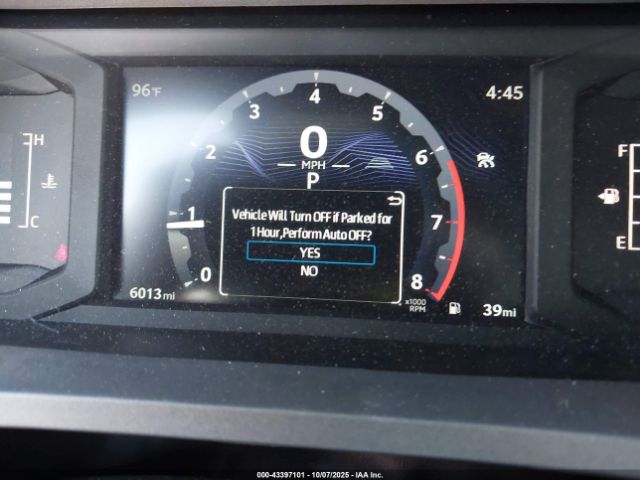 96°F
4:45
H
C
F
E
0
1
2
3
4
5
6
7
8
0
MPH
P
Vehicle Will Turn OFF if Parked for
1 Hour,Perform Auto OFF?
YES
NO
x1000
RPM
6013 mi
39mi
000-43397101 - 10/07/2025 - IAA Inc.